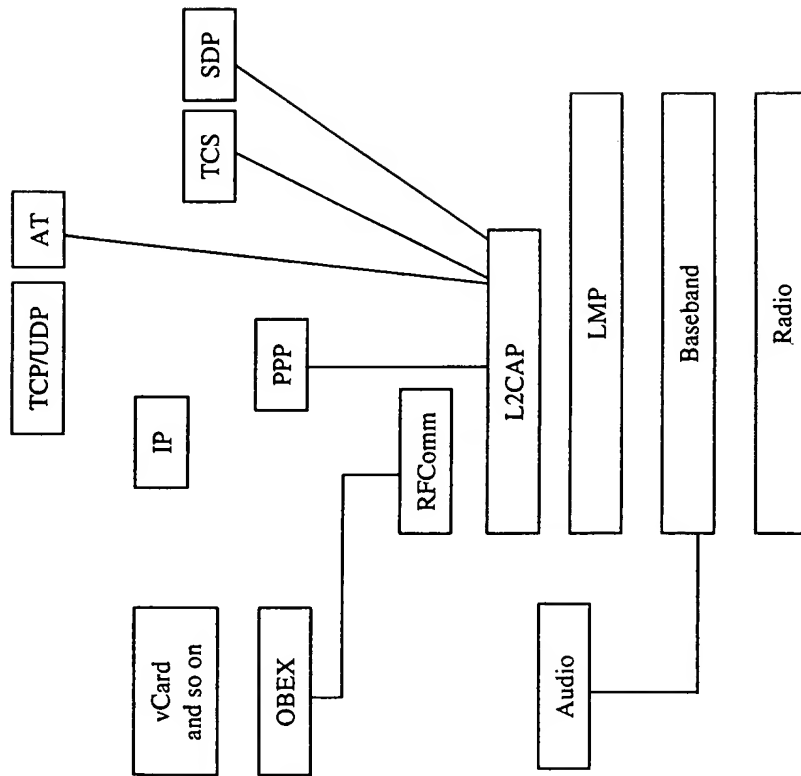 AT
TCP/UDP
SDP
TCS
IP
vCard
and so on
PPP
OBEX
RFComm
L2CAP
LMP
Audio
Baseband
Radio